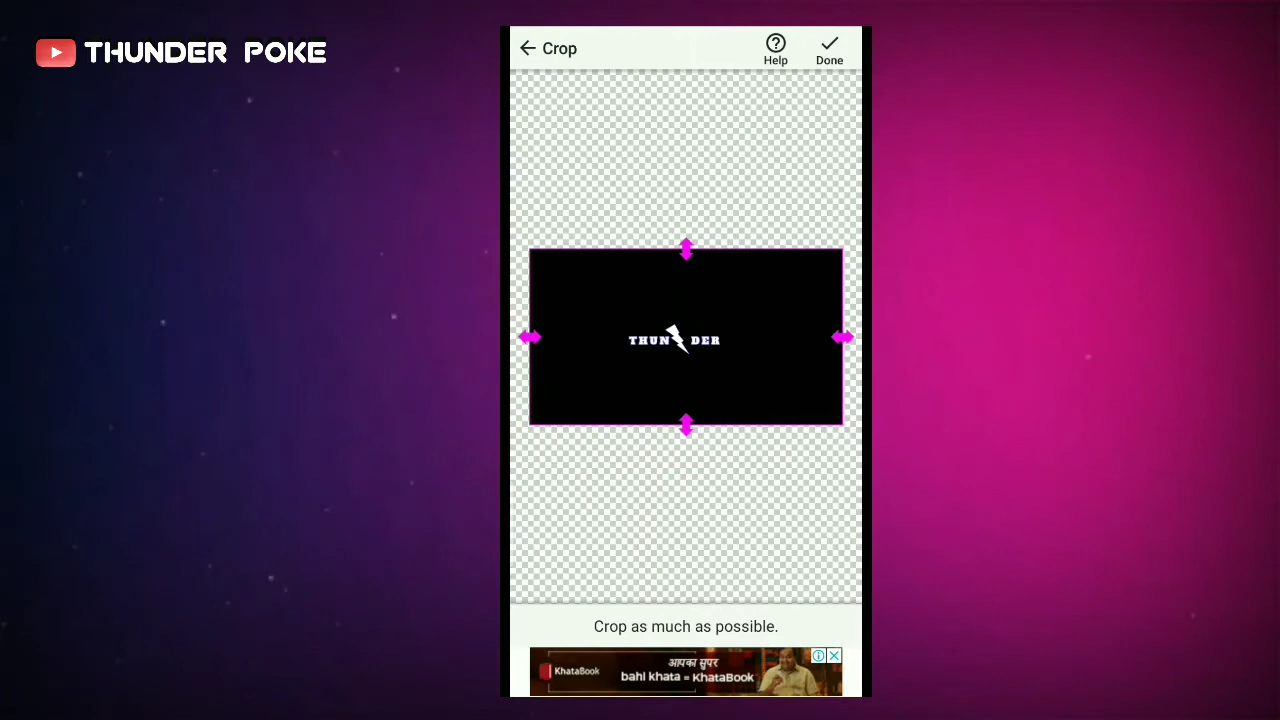 THUNDER POKE
Crop
Help
Done
THUN DER
Crop as much as possible.
KhataBook
आपका सुपर
bahi khata = KhataBook